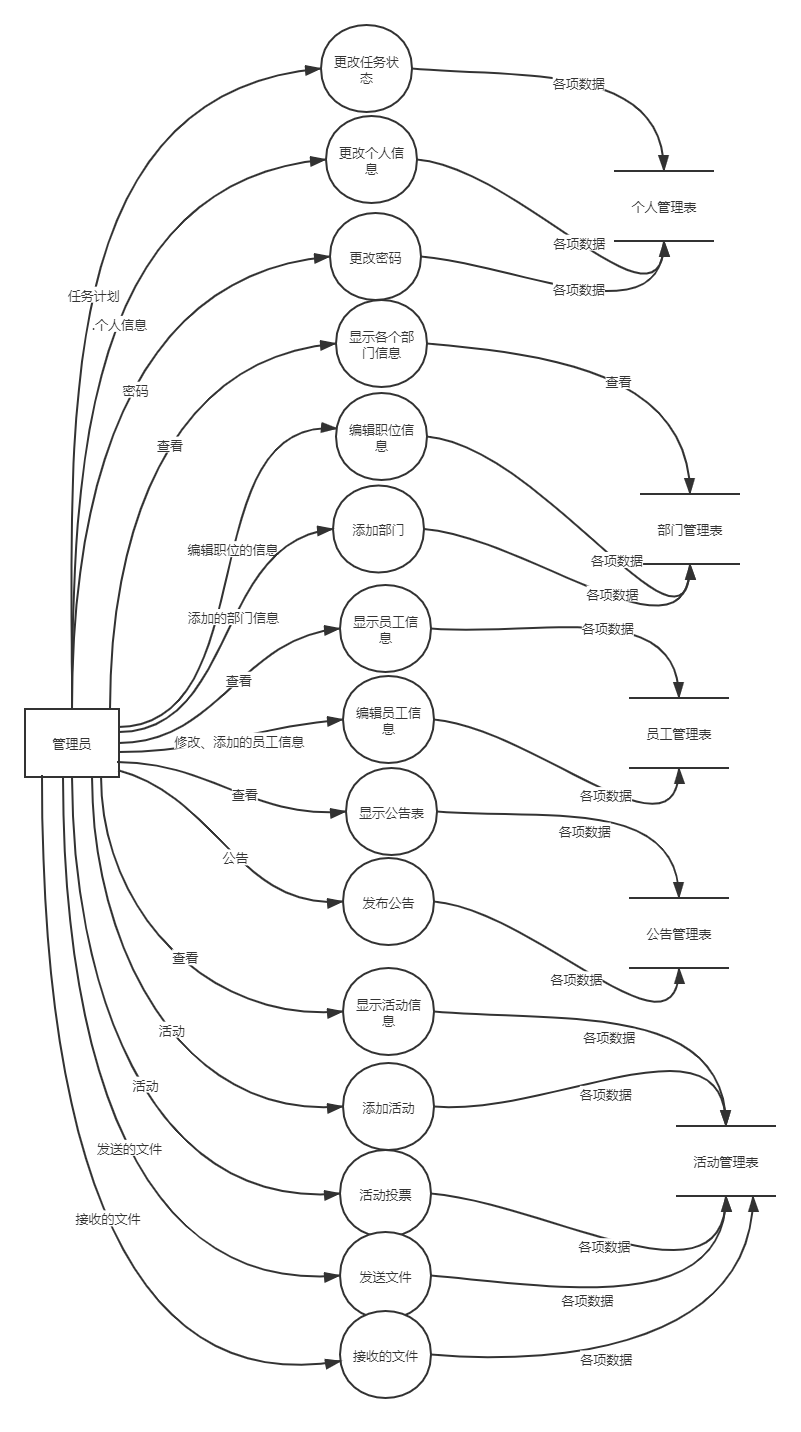 更改任务状
态
各项数据
更改个人信
息
个人管理表
各项数据
更改密码
各项数据
任务计划
.个人信息
显示各个部
门信息
查看
密码
编辑职位信
息
查看
部门管理表
添加部门
编辑职位的信息
各项数据
各项数据
添加的部门信息
显示员工信
息
各项数据
查看
编辑员工信
息
员工管理表
管理员
修改、添加的员工信息
查看
各项数据
显示公告表
各项数据
公告
发布公告
公告管理表
查看
各项数据
显示活动信
息
活动
各项数据
活动
添加活动
各项数据
发送的文件
活动管理表
接收的文件
活动投票
各项数据
发送文件
各项数据
接收的文件
各项数据